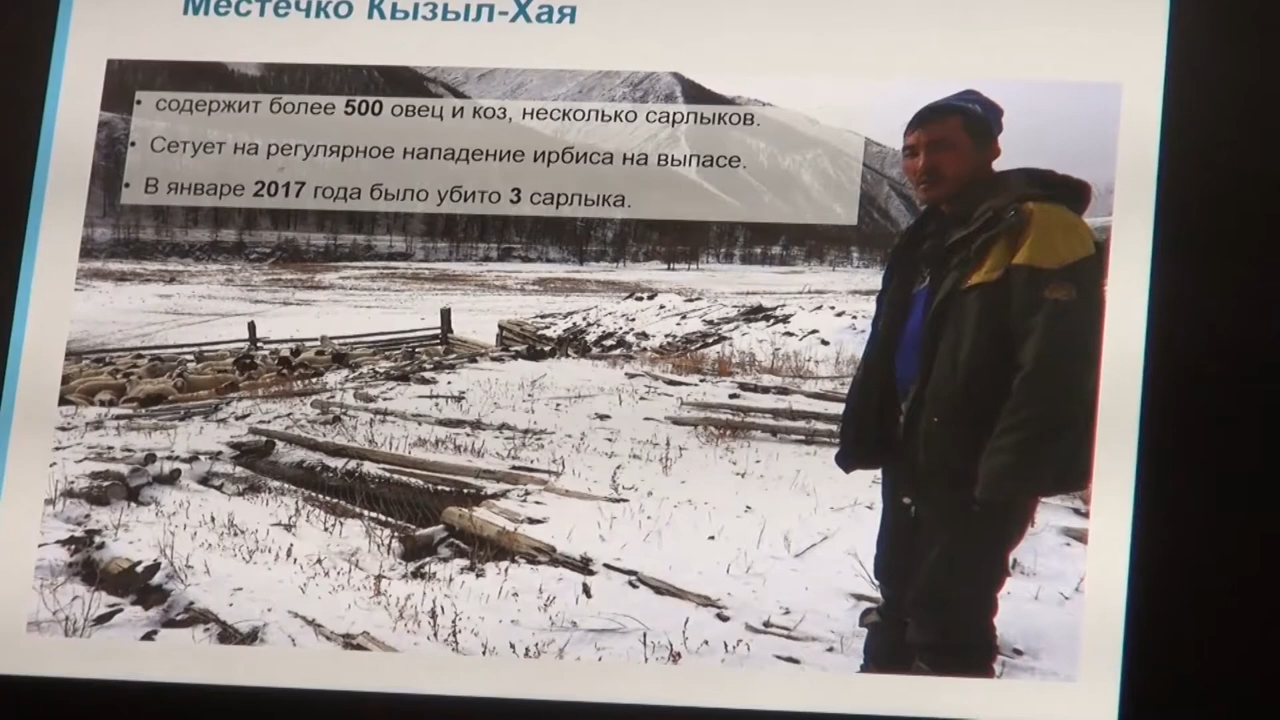 Местечко Кызыл-Хая
• содержит более 500 овец и коз, несколько сарлыков.
• Сетует на регулярное нападение ирбиса на выпасе.
• В январе 2017 года было убито 3 сарлыка.